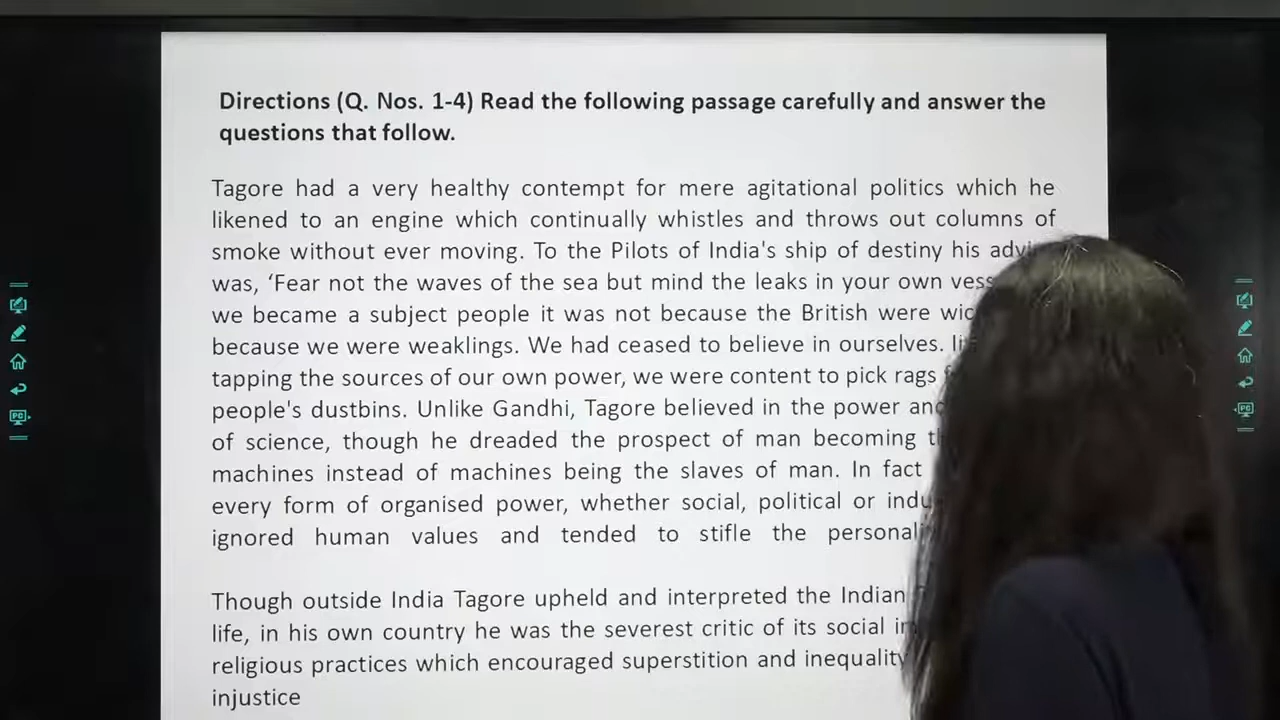 Directions (Q. Nos. 1-4) Read the following passage carefully and answer the
questions that follow.
Tagore had a very healthy contempt for mere agitational politics which he
likened to an engine which continually whistles and throws out columns of
smoke without ever moving. To the Pilots of India's ship of destiny his
was, ‘Fear not the waves of the sea but mind the leaks in your own
we became a subject people it was not because the British were
because we were weaklings. We had ceased to believe in ourselves.
tapping the sources of our own power, we were content to pick rags
people's dustbins. Unlike Gandhi, Tagore believed in the power
of science, though he dreaded the prospect of man becoming
machines instead of machines being the slaves of man. In fact
every form of organised power, whether social, political or
ignored human values and tended to stifle the
Though outside India Tagore upheld and interpreted the Indian
life, in his own country he was the severest critic of its social
religious practices which encouraged superstition and inequality
injustice
PC
PC